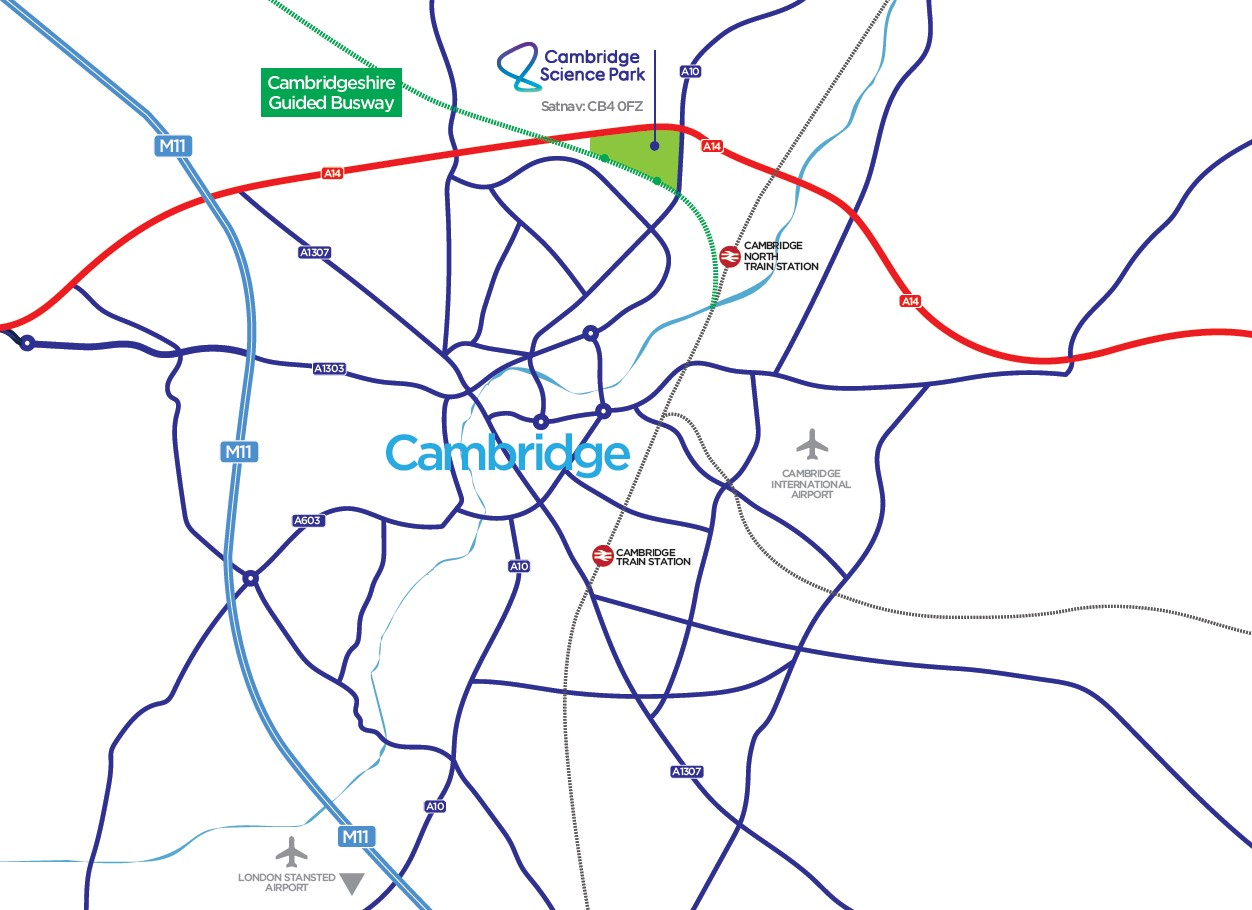 Cambridge
Science Park
Satnav: CB4 0FZ
A10
Cambridgeshire
Guided Busway
M11
A14
A14
A1307
CAMBRIDGE
NORTH
TRAIN STATION
A14
A1303
Cambridge
M11
CAMBRIDGE
INTERNATIONAL
AIRPORT
A603
CAMBRIDGE
TRAIN STATION
A10
A1307
A10
M11
LONDON STANSTED
AIRPORT